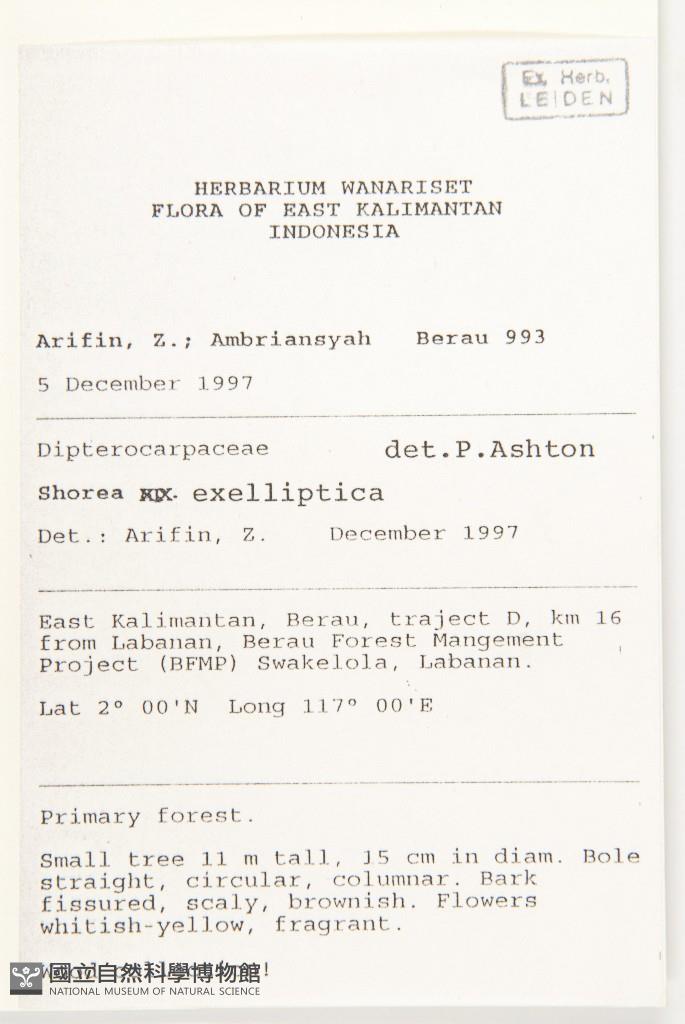 Ex. Herb.
LEIDEN
HERBARIUM WANARISET
FLORA OF EAST KALIMANTAN
INDONESIA
Arifin, Z.; Ambriansyah Berau 993
5 December 1997
Dipterocarpaceae det.P.Ashton
Shorea exelliptica
Det.: Arifin, Z. December 1997
East Kalimantan, Berau, traject D, km 16
from Labanan, Berau Forest Mangement
Project (BFMP) Swakelola, Labanan.
Lat 2° 00'N Long 117° 00'E
Primary forest.
Small tree 11 m tall, 15 cm in diam. Bole
straight, circular, columnar. Bark
fissured, scaly, brownish. Flowers
whitish-yellow, fragrant.
國立自然科學博物館
NATIONAL MUSEUM OF NATURAL SCIENCE